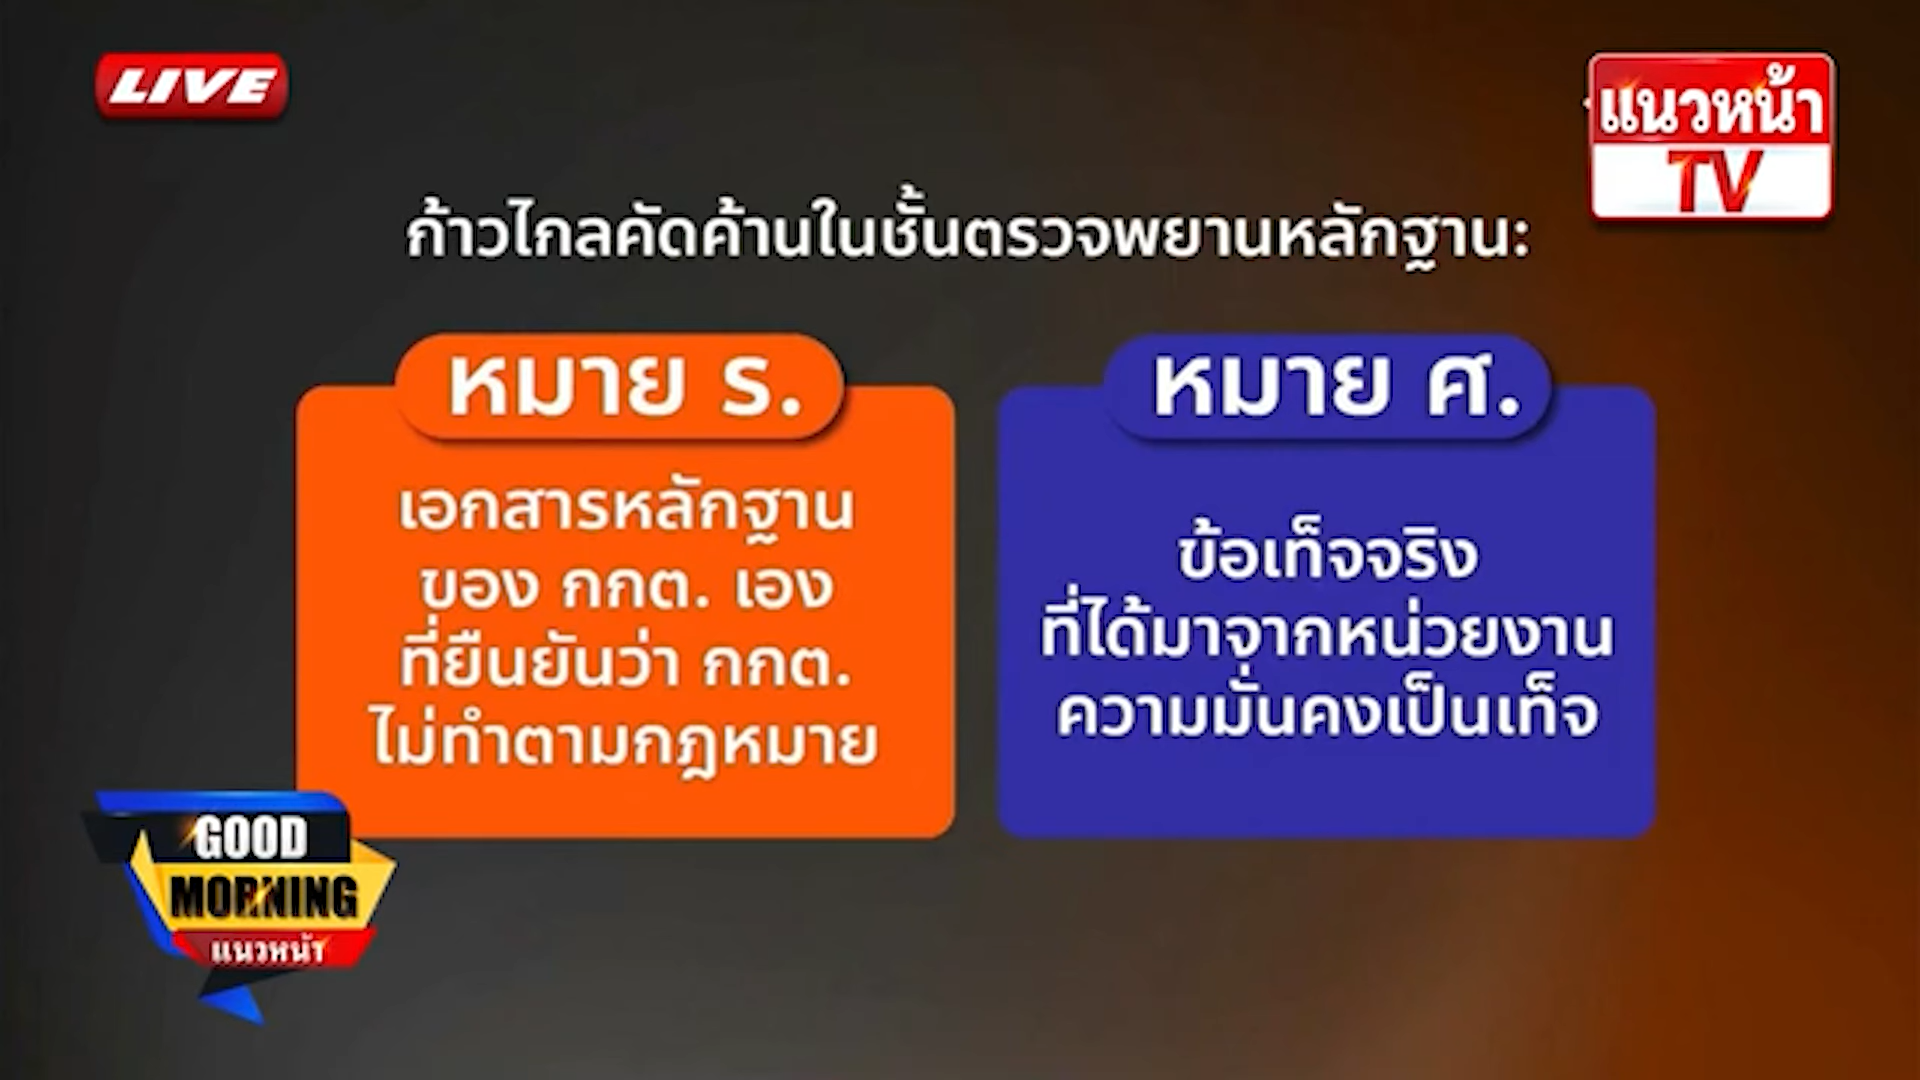 LIVE
แนวหน้า
TV
ก้าวไกลคัดค้านในชั้นตรวจพยานหลักฐาน:
หมาย ร.
เอกสารหลักฐาน
ของ กกต. เอง
ที่ยืนยันว่า กกต.
ไม่ทำตามกฎหมาย
หมาย ศ.
ข้อเท็จจริง
ที่ได้มาจากหน่วยงาน
ความมั่นคงเป็นเท็จ
GOOD
MORNING
แนวหน้า